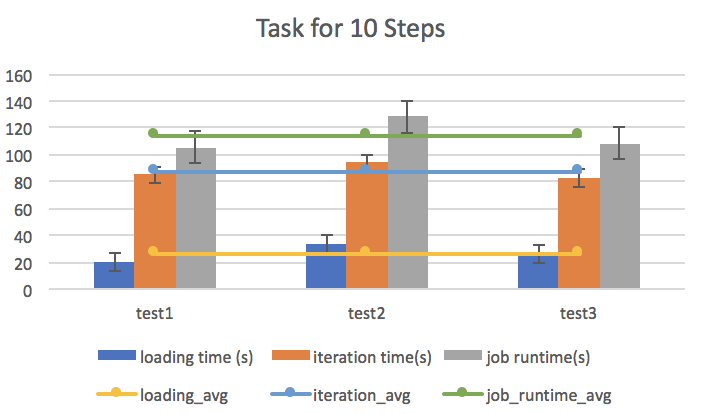 Task for 10 Steps
160
140
120
100
80
60
40
20
0
test1 test2 test3
loading time (s) iteration time(s) job runtime(s)
loading_avg iteration_avg job_runtime_avg